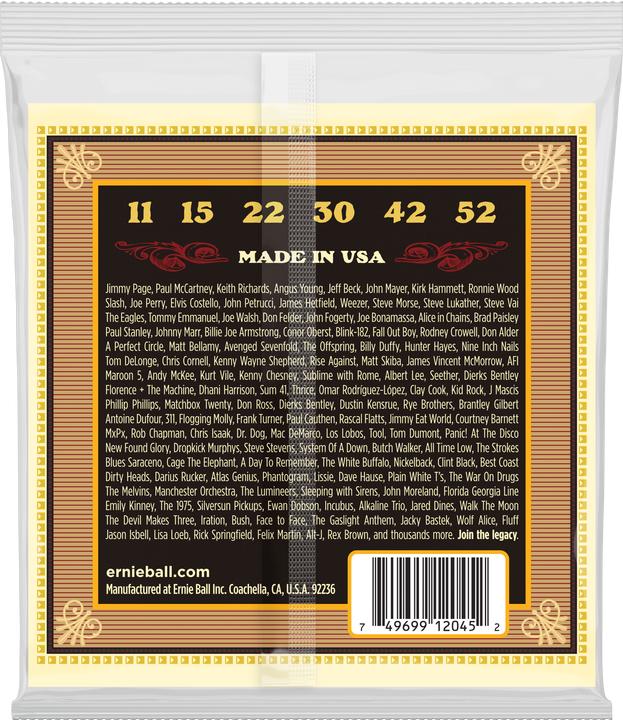 11 15 22 30 42 52
MADE IN USA
Jimmy Page, Paul McCartney, Keith Richards, Angus Young, Jeff Beck, John Mayer, Kirk Hammett, Ronnie Wood
Slash, Joe Perry, Elvis Costello, John Petrucci, James Hetfield, Weezer, Steve Morse, Steve Lukather, Steve Vai
The Eagles, Tommy Emmanuel, Joe Walsh, Don Felder, John Fogerty, Joe Bonamassa, Alice in Chains, Brad Paisley
Paul Stanley, Johnny Marr, Billie Joe Armstrong, Conor Oberst, Blink-182, Fall Out Boy, Rodney Crowell, Don Alder
A Perfect Circle, Matt Bellamy, Avenged Sevenfold, The Offspring, Billy Duffy, Hunter Hayes, Nine Inch Nails
Tom DeLonge, Chris Cornell, Kenny Wayne Shepherd, Rise Against, Matt Skiba, James Vincent McMorrow, AFI
Maroon 5, Andy McKee, Kurt Vile, Kenny Chesney, Sublime with Rome, Albert Lee, Seether, Dierks Bentley
Florence + The Machine, Dhani Harrison, Sum 41, Thrice, Omar Rodríguez-López, Clay Cook, Kid Rock, J Mascis
Phillip Phillips, Matchbox Twenty, Don Ross, Dierks Bentley, Dustin Kensrue, Rye Brothers, Brantley Gilbert
Antoine Dufour, 311, Flogging Molly, Frank Turner, Paul Cauthen, Rascal Flatts, Jimmy Eat World, Courtney Barnett
MxPx, Rob Chapman, Chris Isaak, Dr. Dog, Mac DeMarco, Los Lobos, Tool, Tom Dumont, Panic! At The Disco
New Found Glory, Dropkick Murphys, Steve Stevens, System Of A Down, Butch Walker, All Time Low, The Strokes
Blues Saraceno, Cage The Elephant, A Day To Remember, The White Buffalo, Nickelback, Clint Black, Best Coast
Dirty Heads, Darius Rucker, Atlas Genius, Phantogram, Lissie, Dave Hause, Plain White T's, The War On Drugs
The Melvins, Manchester Orchestra, The Lumineers, Sleeping with Sirens, John Moreland, Florida Georgia Line
Emily Kinney, The 1975, Silversun Pickups, Ewan Dobson, Incubus, Alkaline Trio, Jared Dines, Walk The Moon
The Devil Makes Three, Iration, Bush, Face to Face, The Gaslight Anthem, Jacky Bastek, Wolf Alice, Fluff
Jason Isbell, Lisa Loeb, Rick Springfield, Felix Martin, Alt-J, Rex Brown, and thousands more. Join the legacy.
ernieball.com
Manufactured at Ernie Ball Inc. Coachella, CA, U.S.A. 92236
7 49699 12045 2